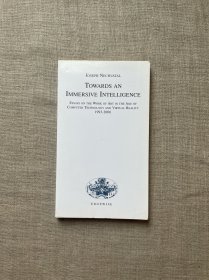 Joseph Nechvatal
Towards an
Immersive Intelligence
Essays on the Work of Art in the Age of
Computer Technology and Virtual Reality
1993-2006
EDGEWISE